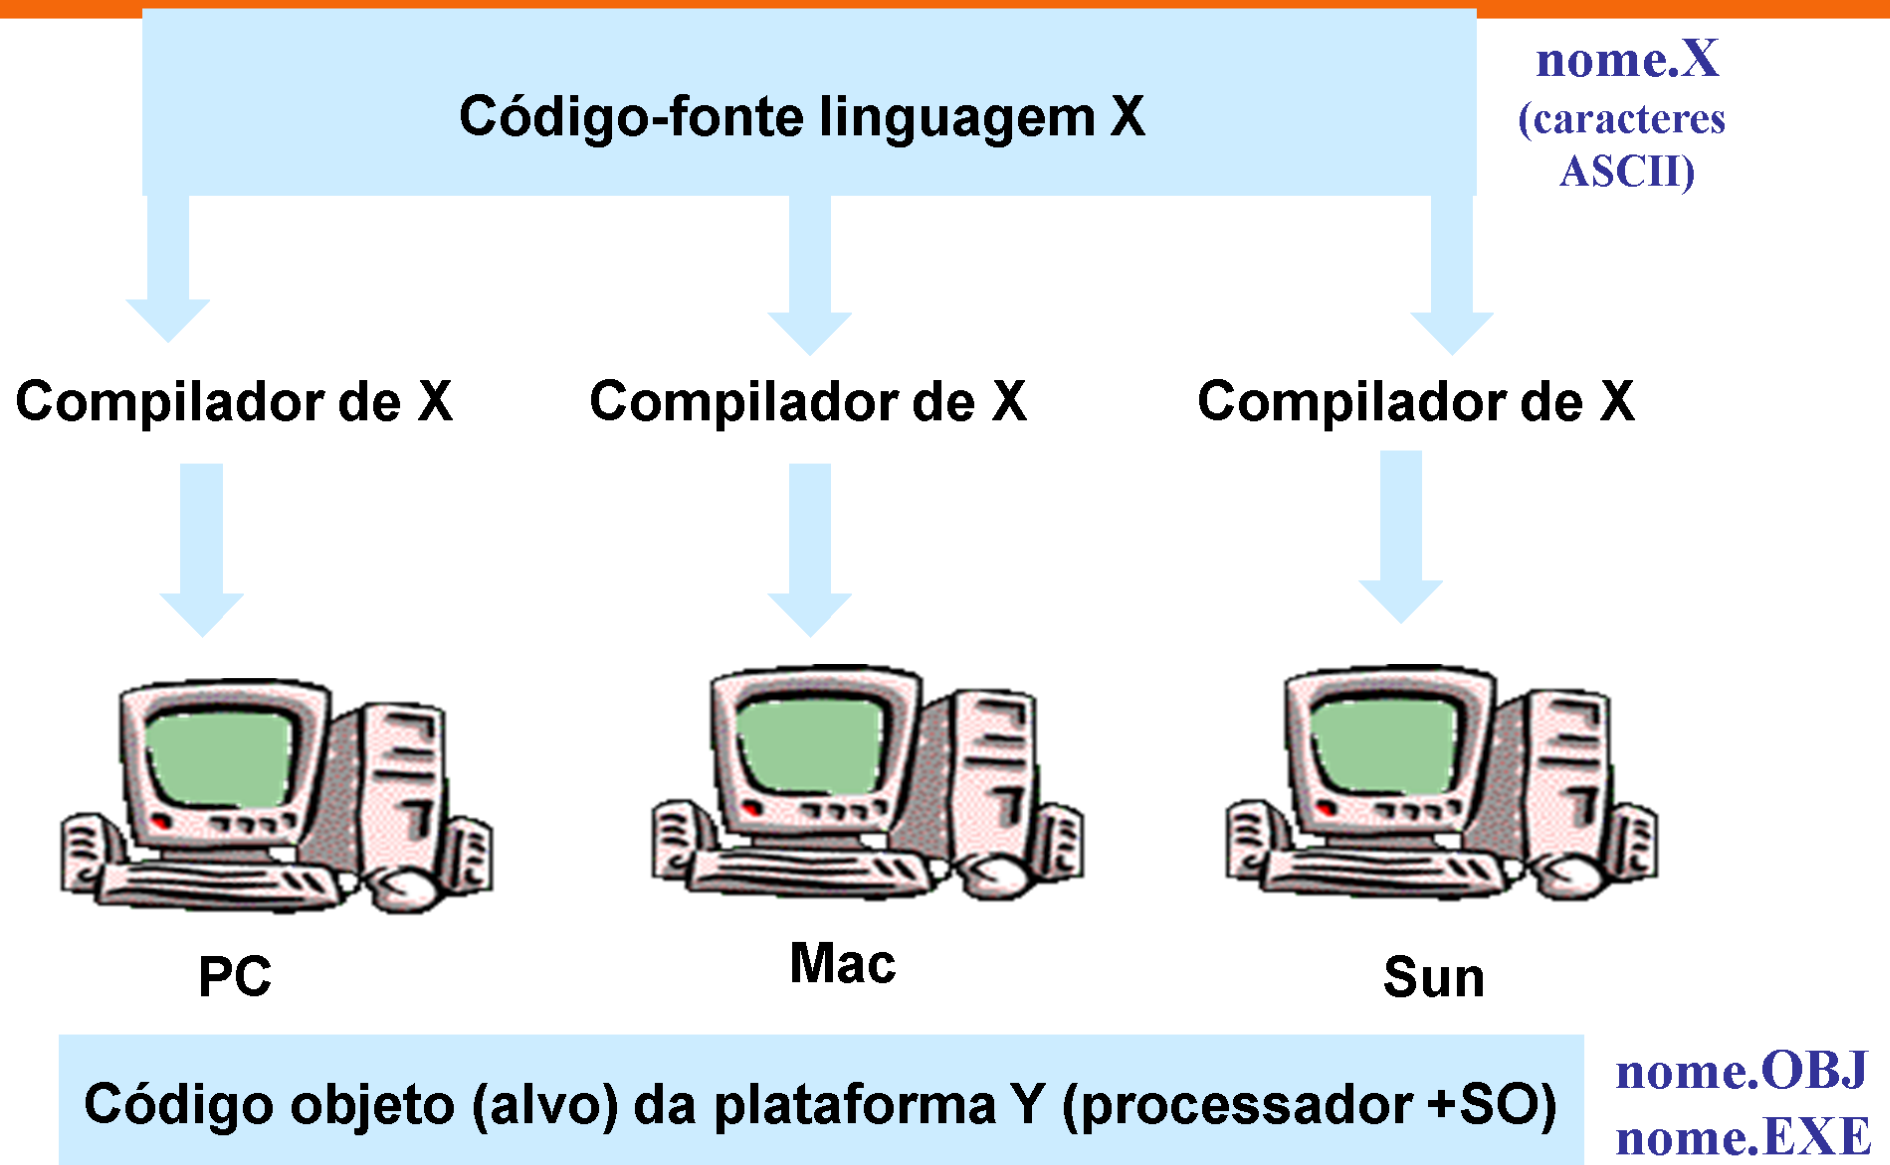 Código-fonte linguagem X
nome.X
(caracteres
ASCII)
Compilador de X
Compilador de X
Compilador de X
PC
Mac
Sun
Código objeto (alvo) da plataforma Y (processador +SO)
nome.OBJ
nome.EXE